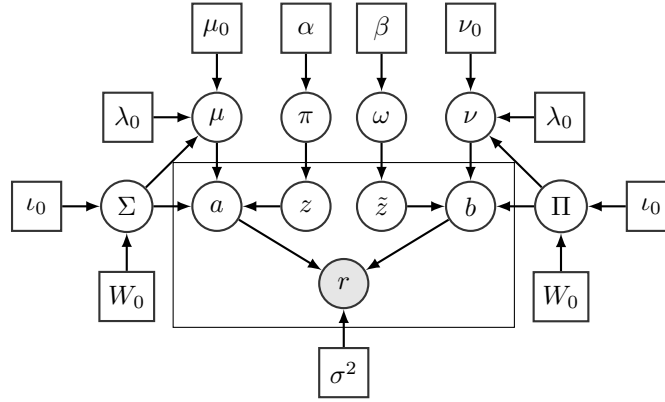 μ₀ α β ν₀
λ₀ μ π ω ν λ₀
ι₀ Σ a z z̃ b Π ι₀
W₀ r W₀
σ²